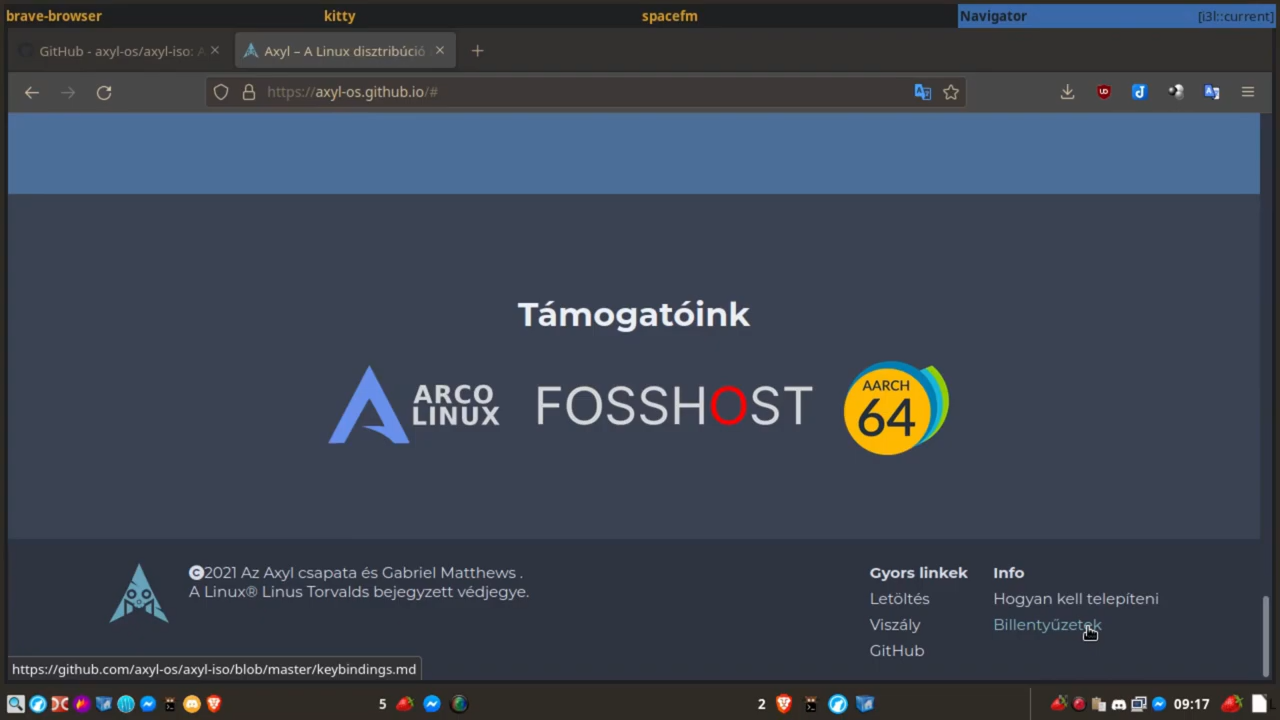 brave-browser
kitty
spacefm
Navigator
[i3l::current]
GitHub - axyl-os/axyl-iso: A
Axyl – A Linux disztribúció
https://axyl-os.github.io/#
Támogatóink
ARCO
LINUX
FOSSHOST
AARCH
64
©2021 Az Axyl csapata és Gabriel Matthews .
A Linux® Linus Torvalds bejegyzett védjegye.
Gyors linkek
Letöltés
Viszály
GitHub
Info
Hogyan kell telepíteni
Billentyűzetek
https://github.com/axyl-os/axyl-iso/blob/master/keybindings.md
5
2
09:17